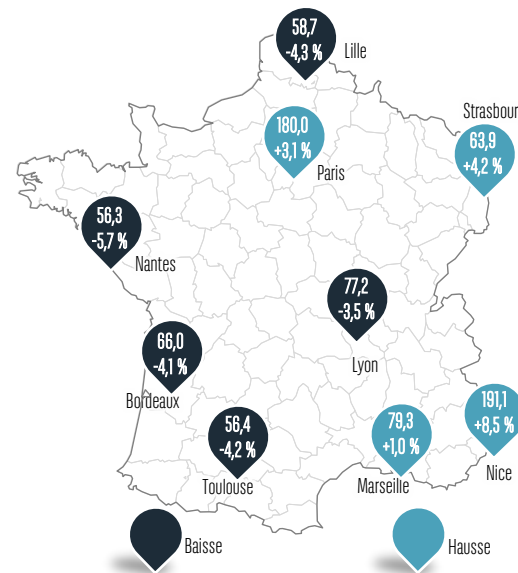 58,7
-4,3 %
Lille
180,0
+3,1 %
Paris
Strasbour
63,9
+4,2 %
56,3
-5,7 %
Nantes
77,2
-3,5 %
Lyon
66,0
-4,1 %
Bordeaux
56,4
-4,2 %
Toulouse
79,3
+1,0 %
Marseille
191,1
+8,5 %
Nice
Baisse
Hausse